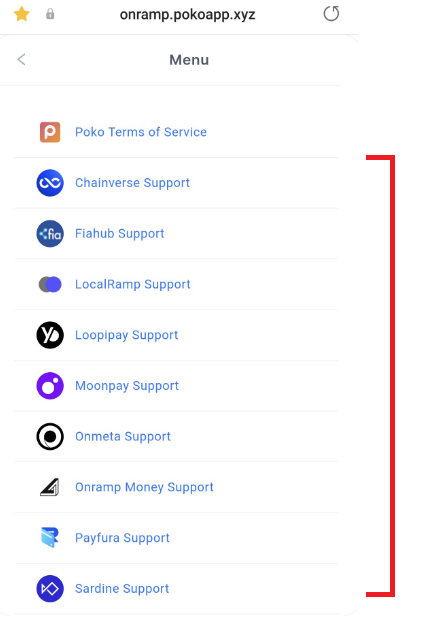 onramp.pokoapp.xyz
Menu
Poko Terms of Service
Chainverse Support
fia
Fiahub Support
LocalRamp Support
Loopipay Support
Moonpay Support
Onmeta Support
Onramp Money Support
Payfura Support
Sardine Support